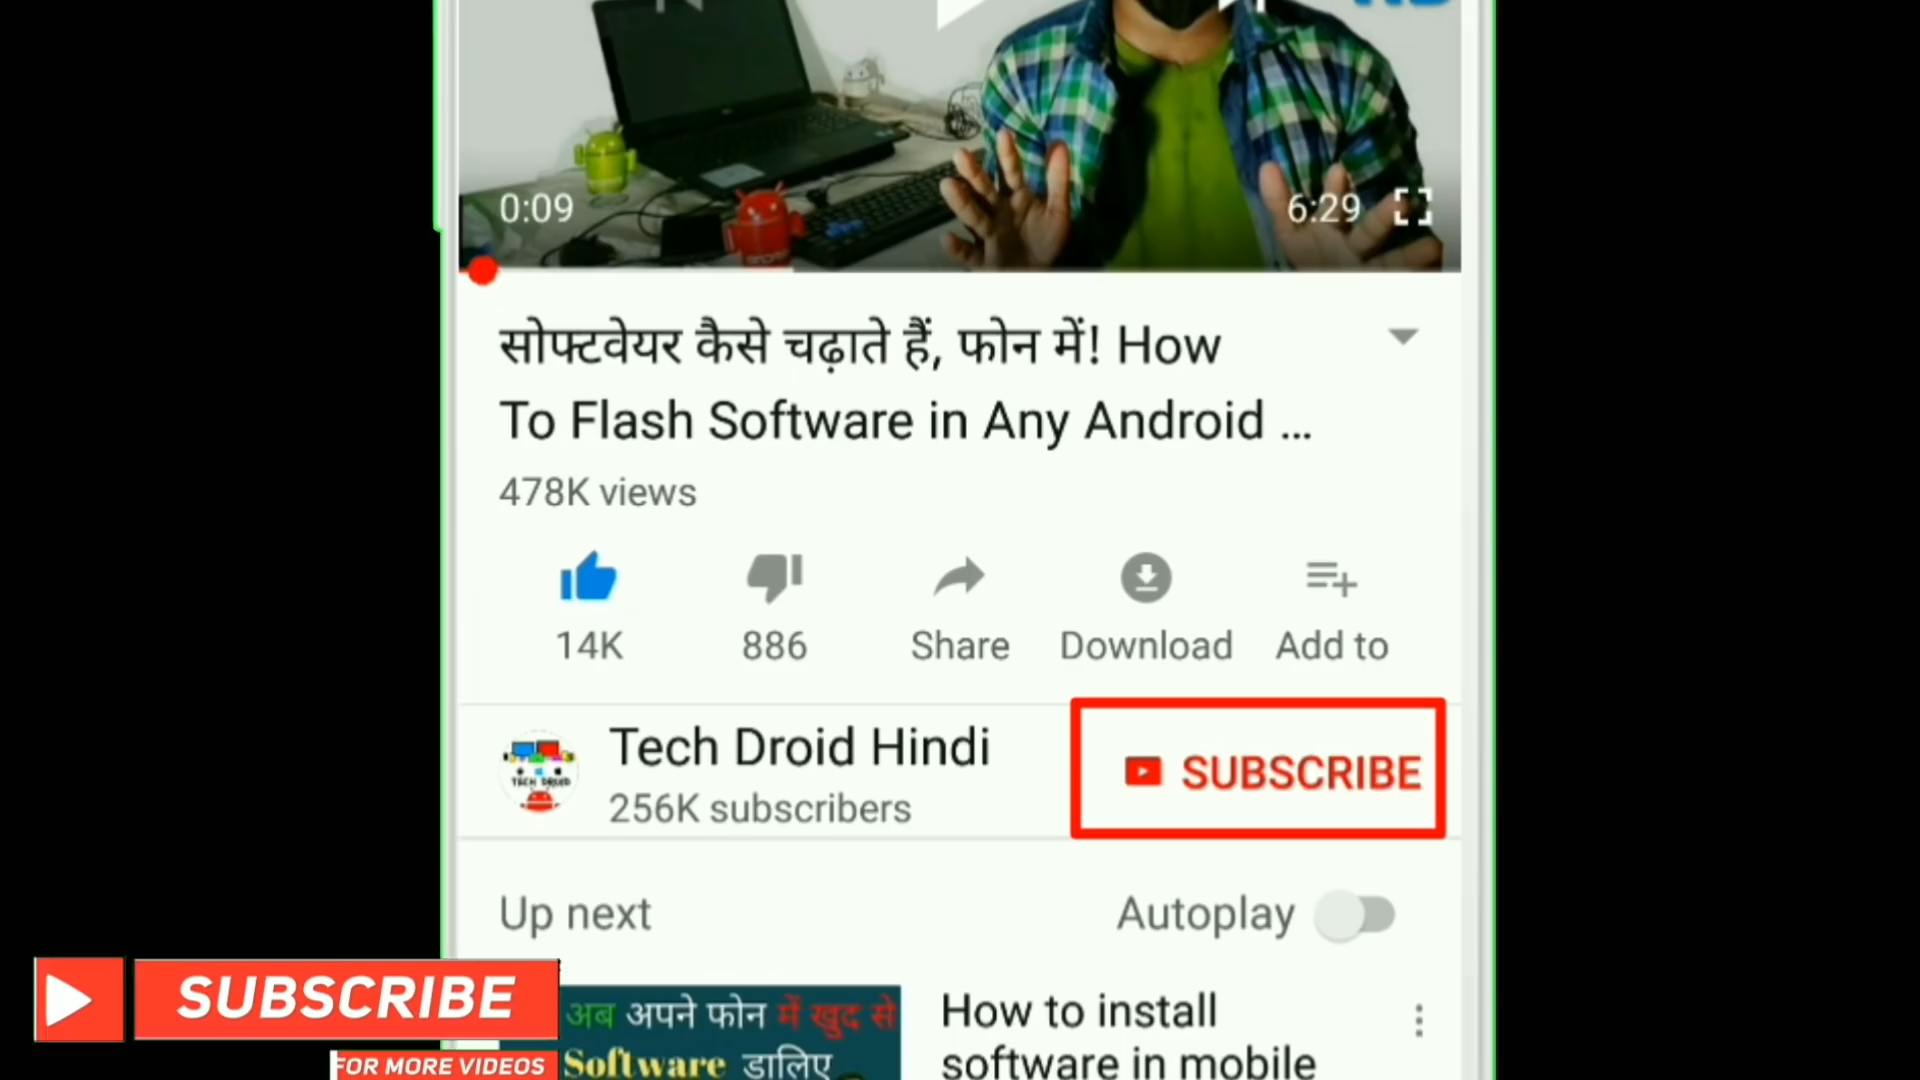 0:09
6:29
सोफ्टवेयर कैसे चढ़ाते हैं, फोन में! How
To Flash Software in Any Android ...
478K views
14K
886
Share
Download
Add to
Tech Droid Hindi
256K subscribers
SUBSCRIBE
TECH DROID
Up next
Autoplay
SUBSCRIBE
FOR MORE VIDEOS
अब अपने फोन में खुद से
Software डालिए
How to install
software in mobile